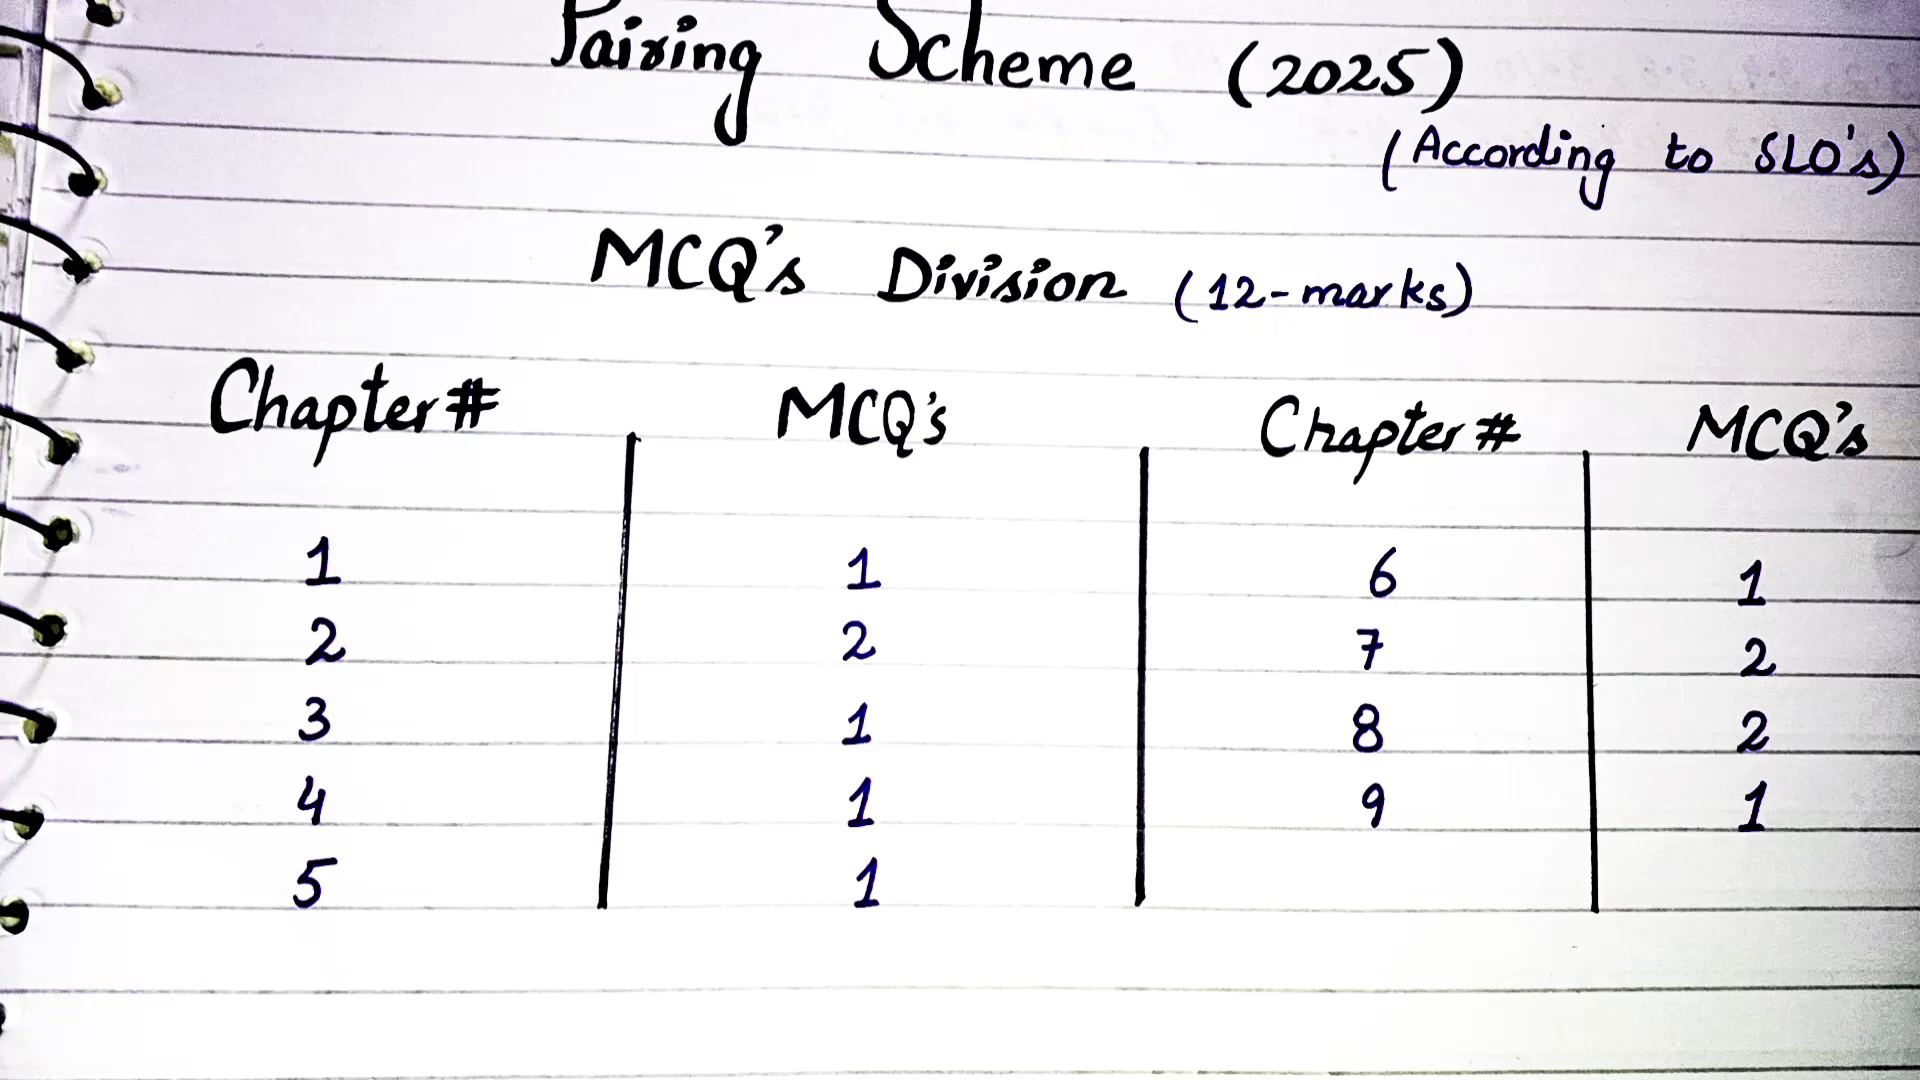 Pairing Scheme (2025)
(According to SLO's)
MCQ's Division (12-marks)
Chapter# MCQ's Chapter# MCQ's
1 1 6 1
2 2 7 2
3 1 8 2
4 1 9 1
5 1